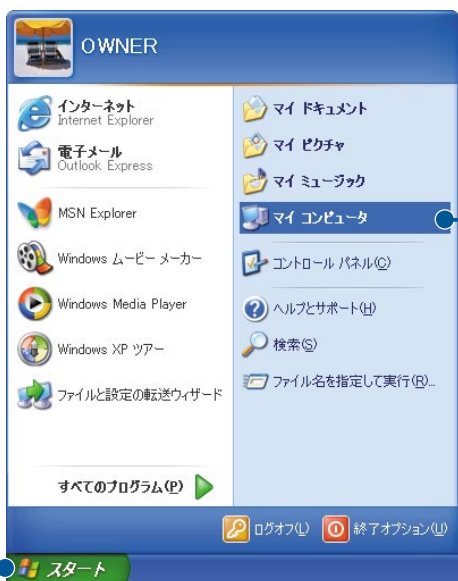 OWNER
インターネット
Internet Explorer
電子メール
Outlook Express
MSN Explorer
Windows ムービー メーカー
Windows Media Player
Windows XP ツアー
ファイルと設定の転送ウィザード
すべてのプログラム(P)
マイ ドキュメント
マイ ピクチャ
マイ ミュージック
マイ コンピュータ
コントロール パネル(C)
ヘルプとサポート(H)
検索(S)
ファイル名を指定して実行(R)...
ログオフ(L) 終了オプション(U)
スタート